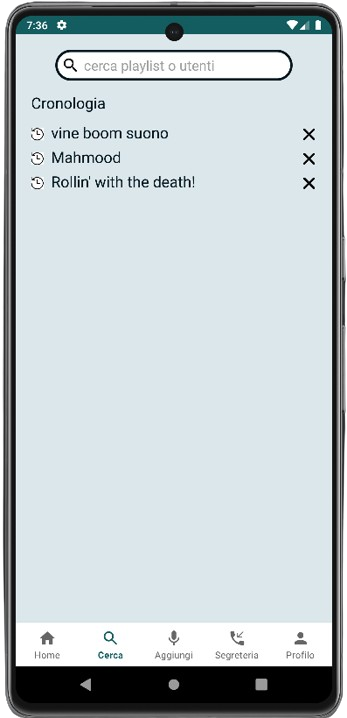 7:36
cerca playlist o utenti
Cronologia
vine boom suono
Mahmood
Rollin' with the death!
Home
Cerca
Aggiungi
Segreteria
Profilo